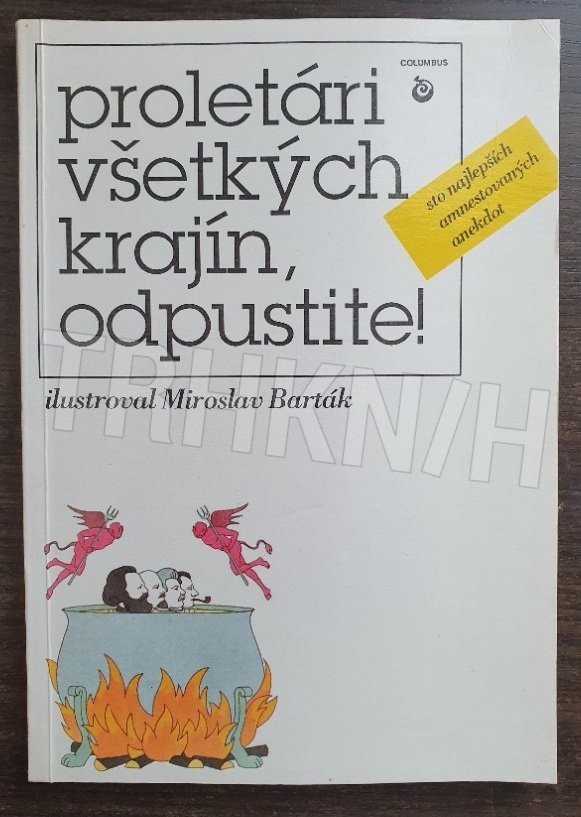 COLUMBUS
proletári
všetkých
krajín,
odpustite!
sto najlepších
amnestovaných
anekdot
ilustroval Miroslav Barták
TRHKNIH